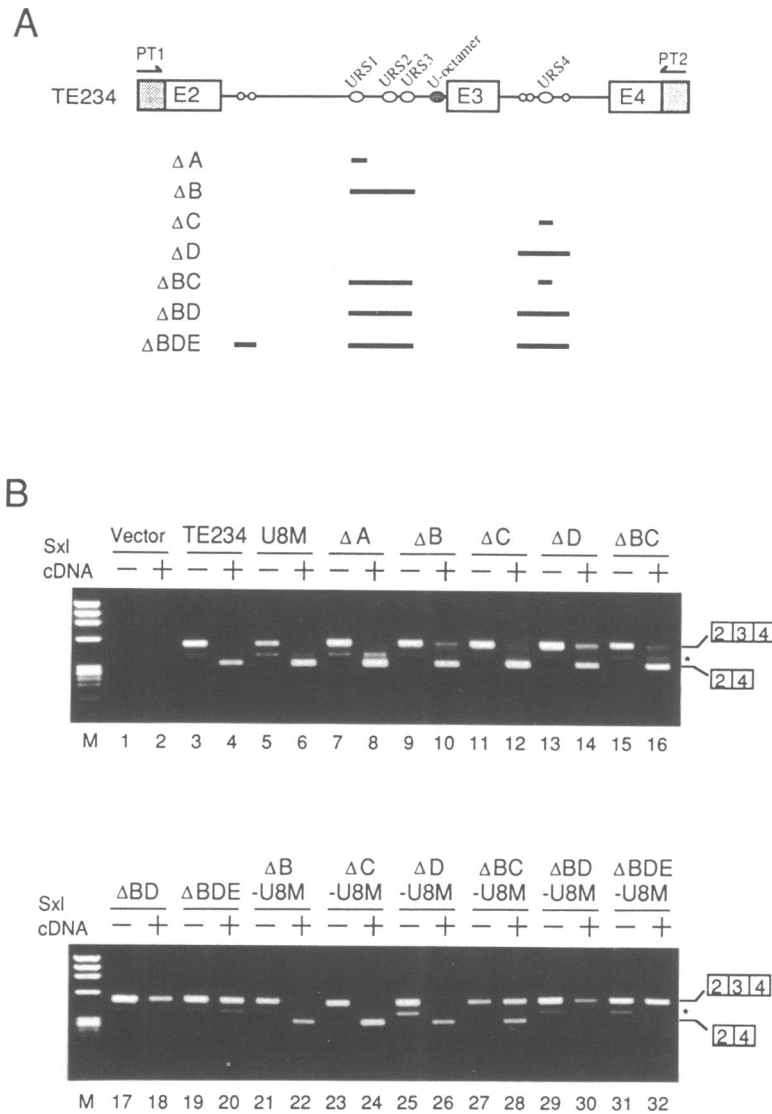 A
PT1
URS1
URS2
URS3
U-octamer
URS4
PT2
TE234
E2
E3
E4
ΔA
ΔB
ΔC
ΔD
ΔBC
ΔBD
ΔBDE
B
Sxl cDNA
Vector TE234 U8M ΔA ΔB ΔC ΔD ΔBC
− + − + − + − + − + − + − + − +
2 3 4
*
2 4
M 1 2 3 4 5 6 7 8 9 10 11 12 13 14 15 16
Sxl cDNA
ΔBD ΔBDE ΔB-U8M ΔC-U8M ΔD-U8M ΔBC-U8M ΔBD-U8M ΔBDE-U8M
− + − + − + − + − + − + − + − +
2 3 4
*
2 4
M 17 18 19 20 21 22 23 24 25 26 27 28 29 30 31 32